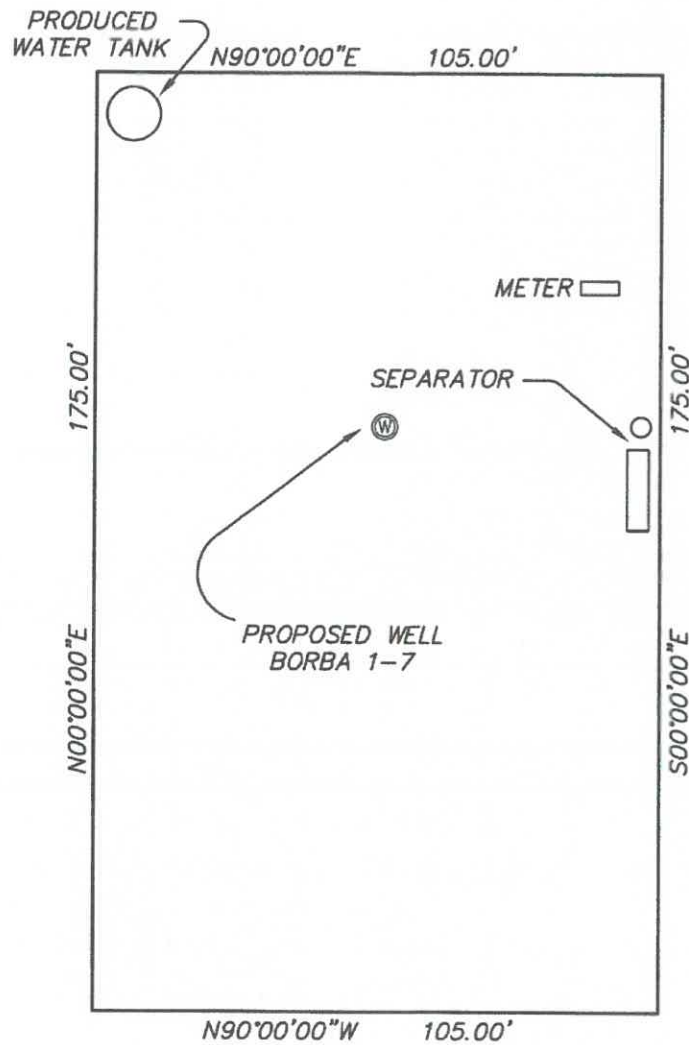 PRODUCED
WATER TANK
N90°00'00"E 105.00'
METER
175.00'
175.00'
SEPARATOR
W
PROPOSED WELL
BORBA 1-7
N00°00'00"E
S00°00'00"E
N90°00'00"W 105.00'